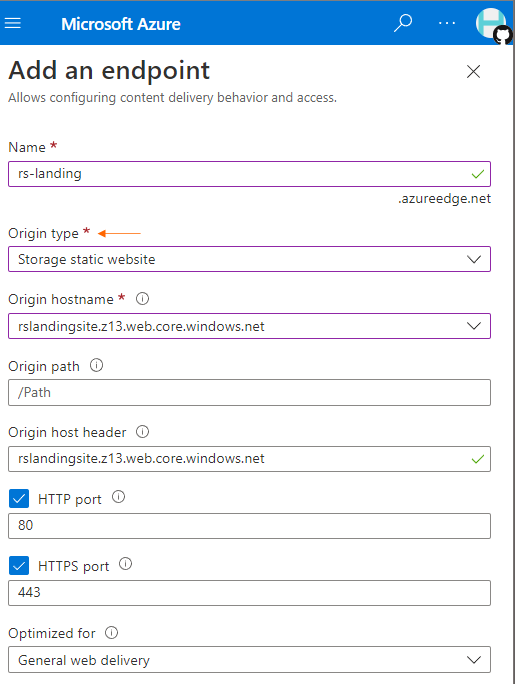 Microsoft Azure
Add an endpoint
Allows configuring content delivery behavior and access.
Name *
rs-landing
.azureedge.net
Origin type *
Storage static website
Origin hostname *
rslandingsite.z13.web.core.windows.net
Origin path
/Path
Origin host header
rslandingsite.z13.web.core.windows.net
HTTP port
80
HTTPS port
443
Optimized for
General web delivery